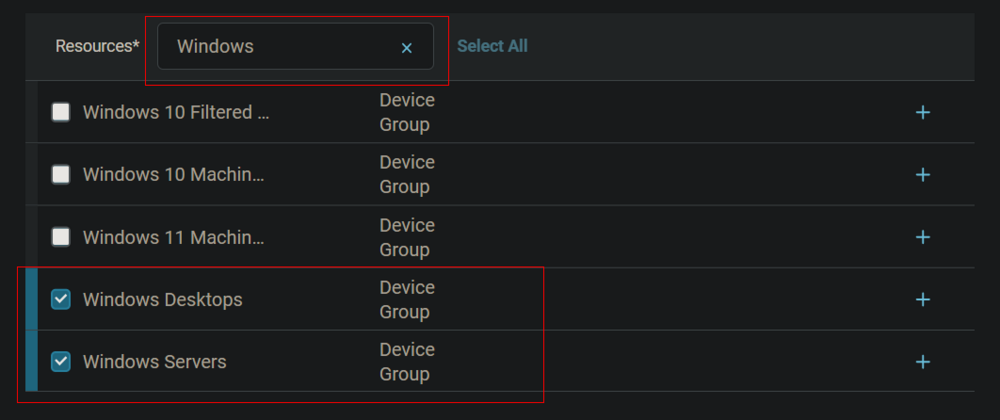 Resources* Windows × Select All
Windows 10 Filtered ... Device Group +
Windows 10 Machin... Device Group +
Windows 11 Machin... Device Group +
Windows Desktops Device Group +
Windows Servers Device Group +